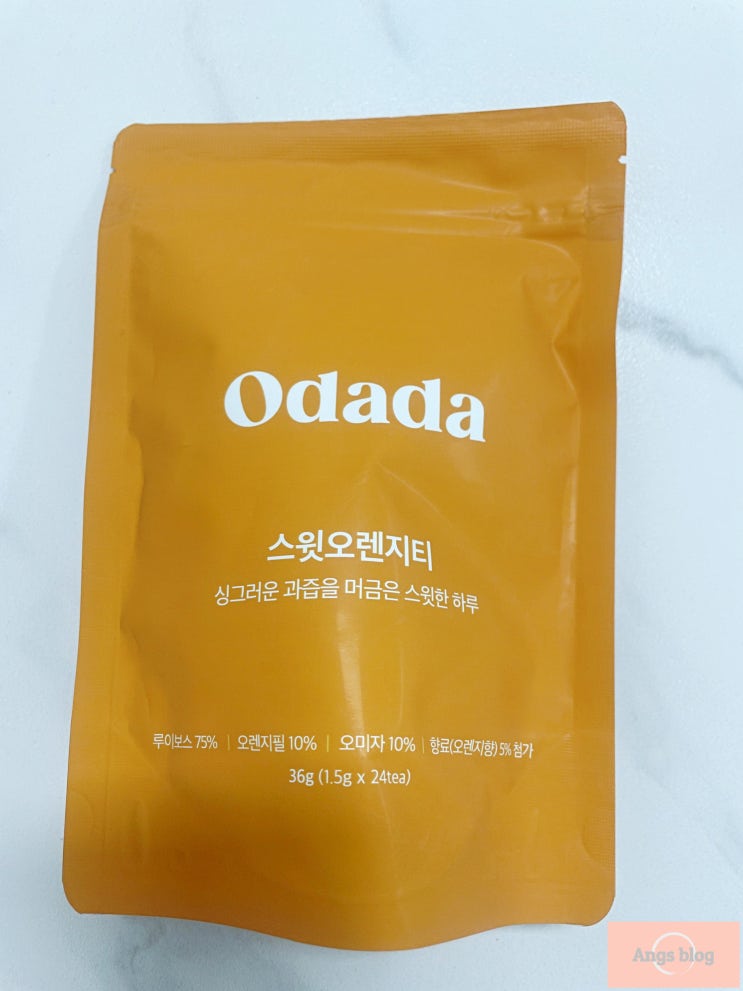 Odada
스윗오렌지티
싱그러운 과즙을 머금은 스윗한 하루
루이보스 75% | 오렌지필 10% | 오미자 10% | 향료(오렌지향) 5% 첨가
36g (1.5g x 24tea)
Angs blog